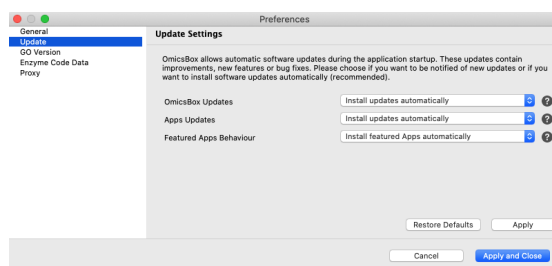 Preferences
General
Update
GO Version
Enzyme Code Data
Proxy
Update Settings
OmicsBox allows automatic software updates during the application startup. These updates contain
improvements, new features or bug fixes. Please choose if you want to be notified of new updates or if you
want to install software updates automatically (recommended).
OmicsBox Updates Install updates automatically ?
Apps Updates Install updates automatically ?
Featured Apps Behaviour Install featured Apps automatically ?
Restore Defaults Apply
Cancel Apply and Close